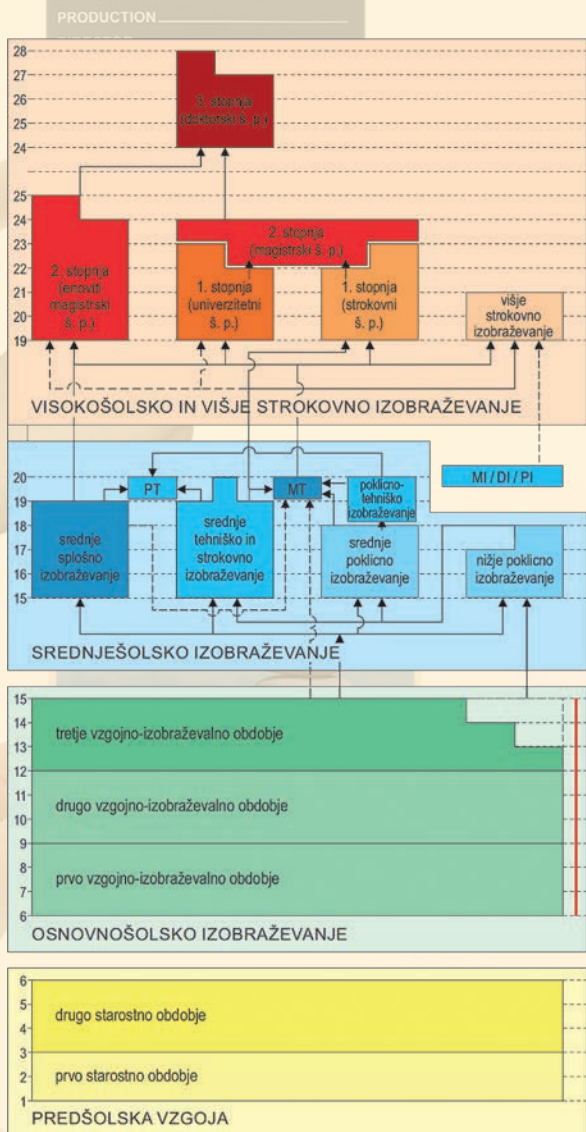 PRODUCTION
DIRECTOR
28
27
26
25
24
3. stopnja
(doktorski š. p.)
25
24
23
22
21
20
19
2. stopnja
(enoviti
magistrski
š. p.)
2. stopnja
(magistrski š. p.)
1. stopnja
(univerzitetni
š. p.)
1. stopnja
(strokovni
š. p.)
višje
strokovno
izobraževanje
VISOKOŠOLSKO IN VIŠJE STROKOVNO IZOBRAŽEVANJE
20
19
18
17
16
15
PT
MT
MI / DI / PI
srednje
splošno
izobraževanje
srednje
tehniško in
strokovno
izobraževanje
poklicno-
tehniško
izobraževanje
srednje
poklicno
izobraževanje
nižje poklicno
izobraževanje
SREDNJEŠOLSKO IZOBRAŽEVANJE
15
14
13
12
11
10
9
8
7
6
tretje vzgojno-izobraževalno obdobje
drugo vzgojno-izobraževalno obdobje
prvo vzgojno-izobraževalno obdobje
OSNOVNOŠOLSKO IZOBRAŽEVANJE
6
5
4
3
2
1
drugo starostno obdobje
prvo starostno obdobje
PREDŠOLSKA VZGOJA